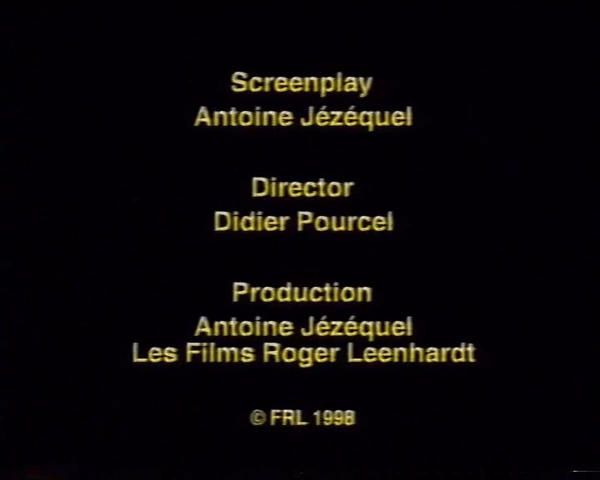 Screenplay
Antoine Jézéquel
Director
Didier Pourcel
Production
Antoine Jézéquel
Les Films Roger Leenhardt
© FRL 1998